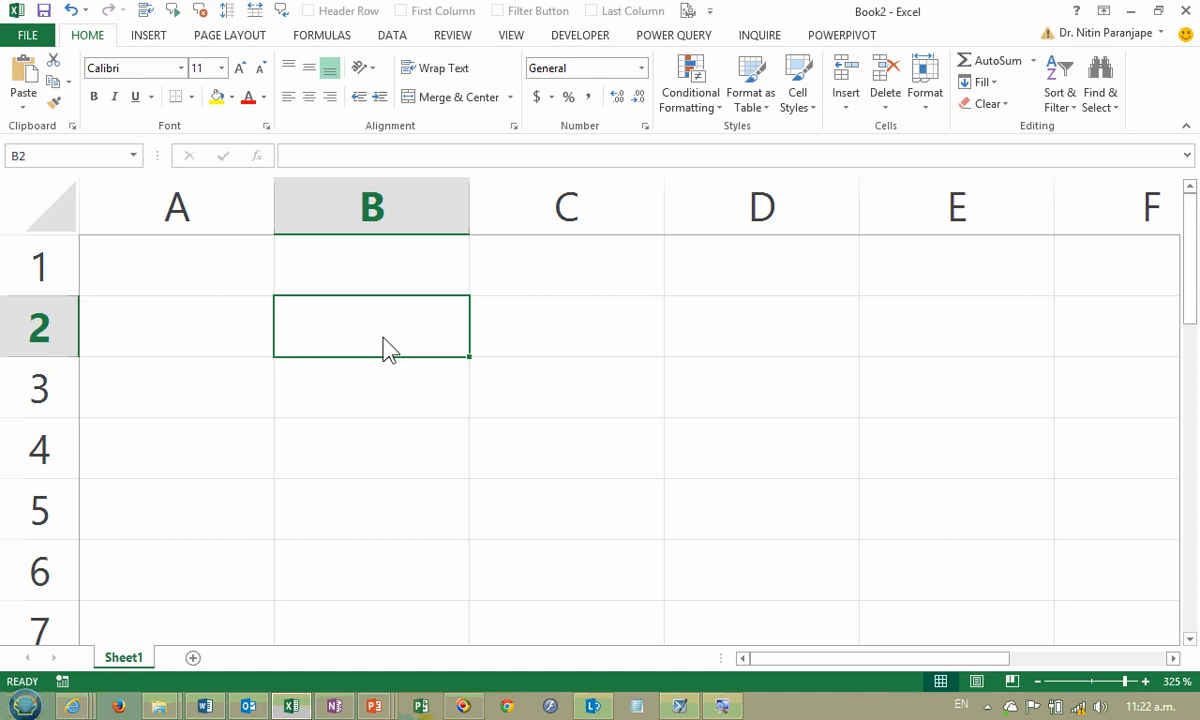 Header Row First Column Filter Button Last Column Book2 - Excel ?
FILE HOME INSERT PAGE LAYOUT FORMULAS DATA REVIEW VIEW DEVELOPER POWER QUERY INQUIRE POWERPIVOT Dr. Nitin Paranjape
Paste
Clipboard
Calibri 11 A A
B I U A
Font
Wrap Text
Merge & Center
Alignment
General
$ % ,
Number
Conditional Formatting
Format as Table
Cell Styles
Styles
Insert Delete Format
Cells
AutoSum
Fill
Clear
Sort & Filter
Find & Select
Editing
B2 fx
A B C D E F
1
2
3
4
5
6
7
Sheet1
READY 325 %
EN 11:22 a.m.